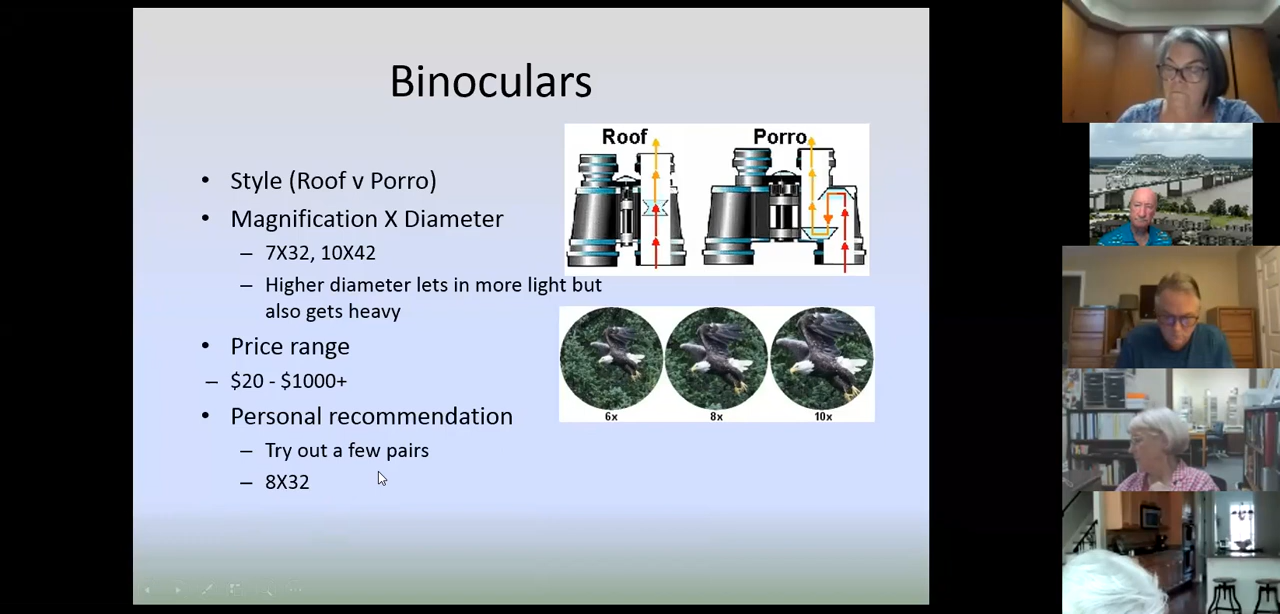 Binoculars
• Style (Roof v Porro)
• Magnification X Diameter
– 7X32, 10X42
– Higher diameter lets in more light but
also gets heavy
• Price range
– $20 - $1000+
• Personal recommendation
– Try out a few pairs
– 8X32
Roof Porro
6x 8x 10x